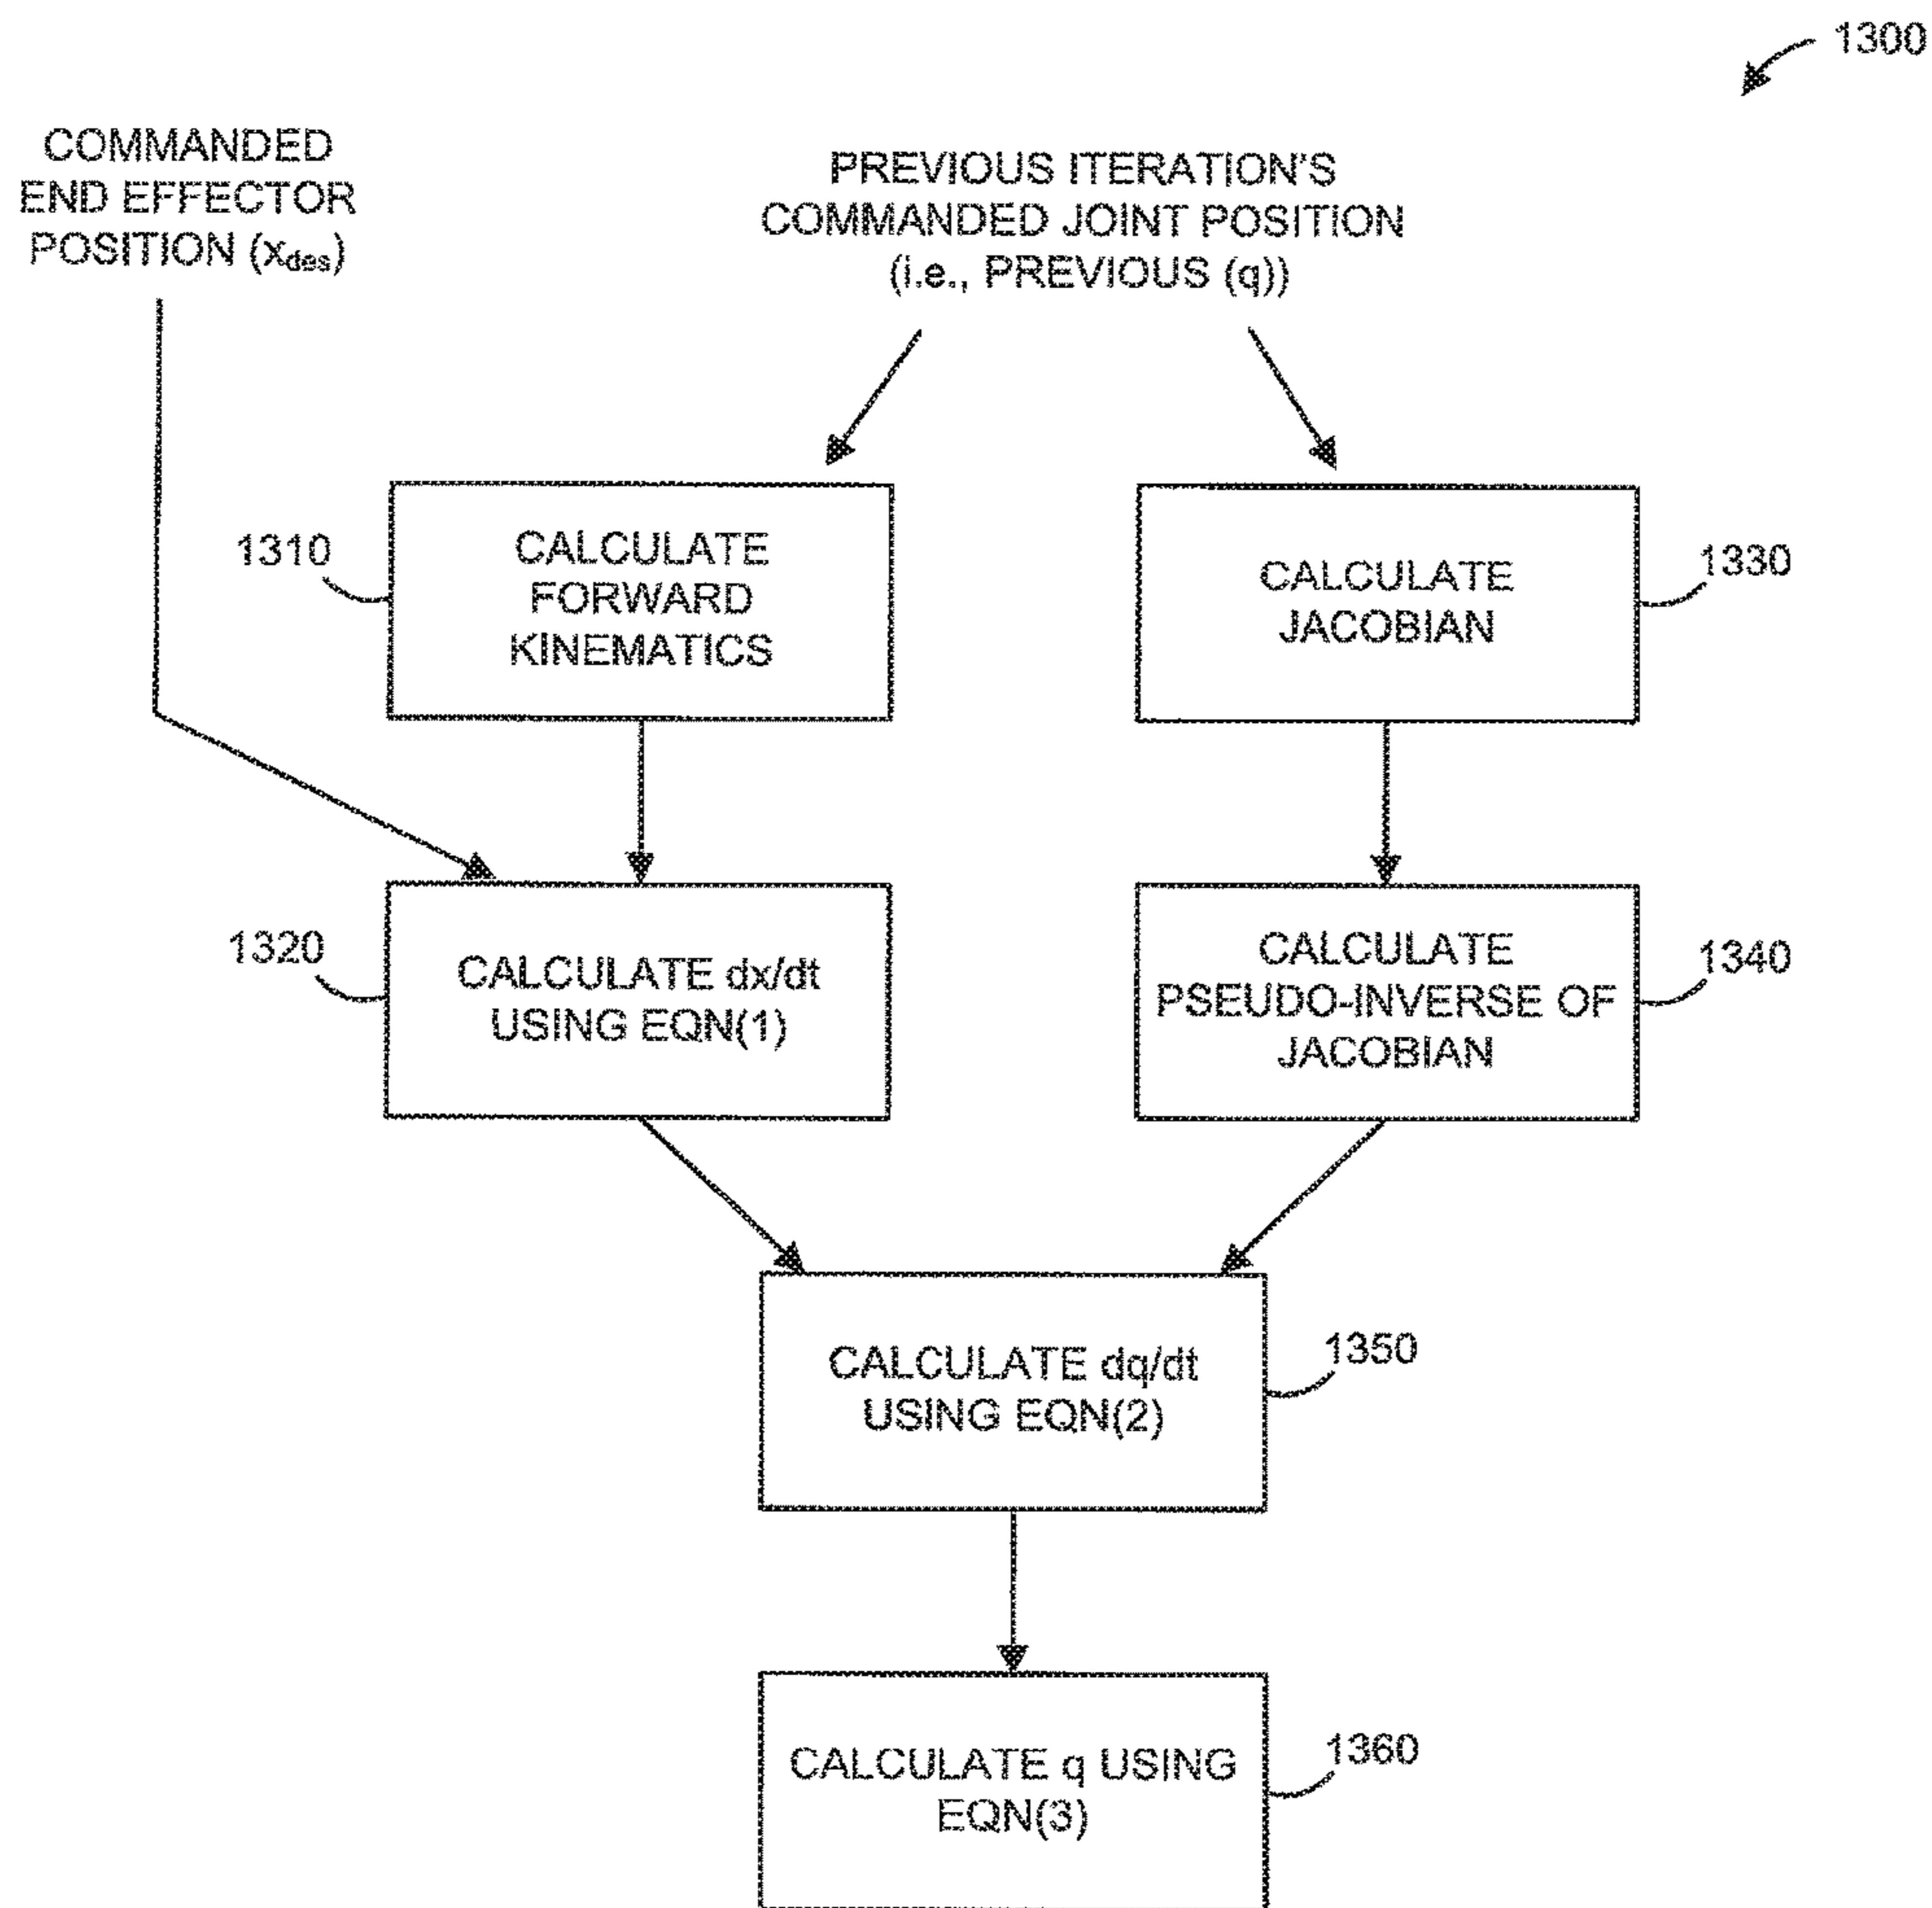 1300
COMMANDED
END EFFECTOR
POSITION (xdes)
PREVIOUS ITERATION'S
COMMANDED JOINT POSITION
(i.e., PREVIOUS (q))
1310
CALCULATE
FORWARD
KINEMATICS
CALCULATE
JACOBIAN
1330
1320
CALCULATE dx/dt
USING EQN(1)
CALCULATE
PSEUDO-INVERSE OF
JACOBIAN
1340
CALCULATE dq/dt
USING EQN(2)
1350
CALCULATE q USING
EQN(3)
1360